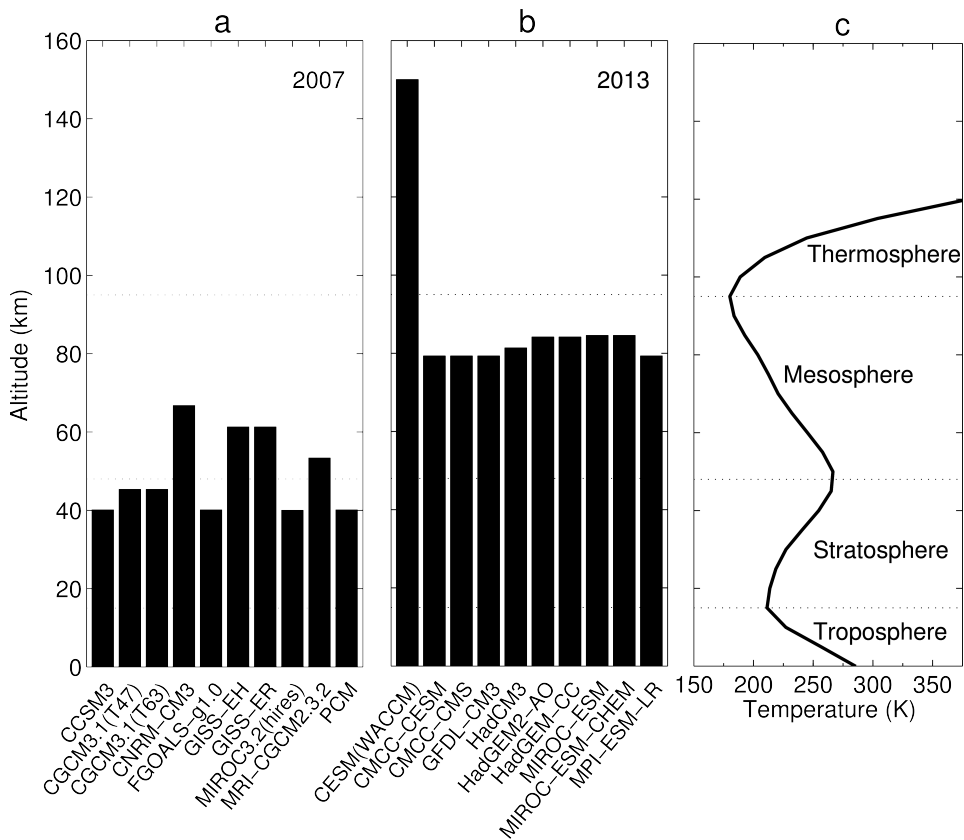 a
b
c
2007
2013
160
140
120
100
80
60
40
20
0
Altitude (km)
CCSM3
CGCM3.1(T47)
CGCM3.1(T63)
CNRM-CM3
FGOALS-g1.0
GISS-EH
GISS-ER
MIROC3.2(hires)
MRI-CGCM2.3.2
PCM
CESM(WACCM)
CMCC-CESM
CMCC-CMS
GFDL-CM3
HadCM3
HadGEM2-AO
HadGEM-CC
MIROC-ESM
MIROC-ESM-CHEM
MPI-ESM-LR
Thermosphere
Mesosphere
Stratosphere
Troposphere
150 200 250 300 350
Temperature (K)